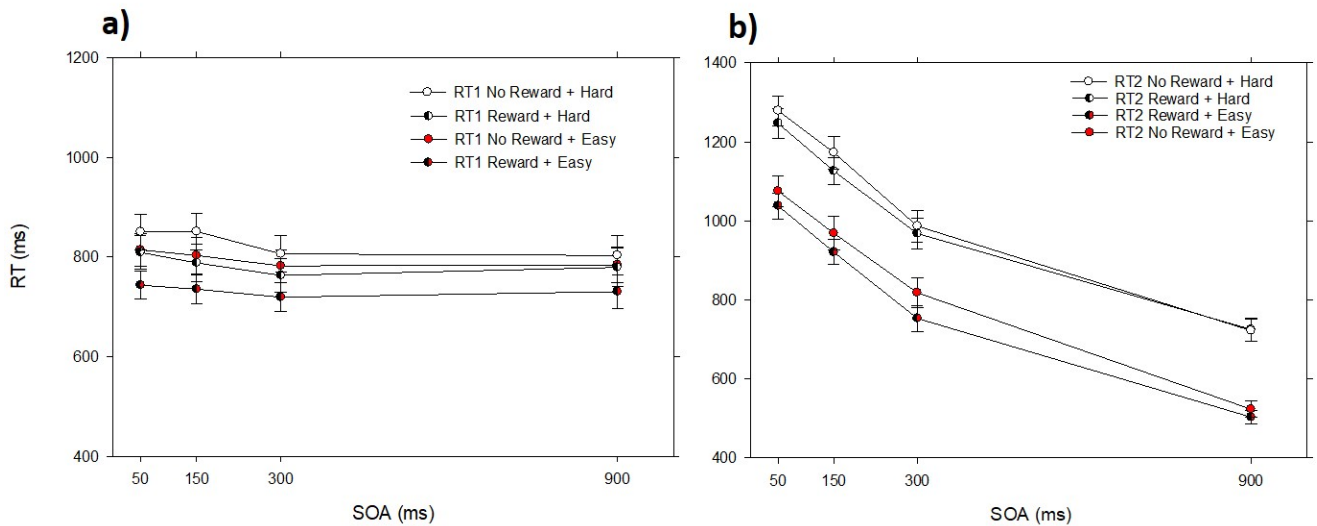 a)
1200
1000
800
600
400
RT (ms)
RT1 No Reward + Hard
RT1 Reward + Hard
RT1 No Reward + Easy
RT1 Reward + Easy
50 150 300 900
SOA (ms)
b)
1400
1200
1000
800
600
400
RT2 No Reward + Hard
RT2 Reward + Hard
RT2 Reward + Easy
RT2 No Reward + Easy
50 150 300 900
SOA (ms)